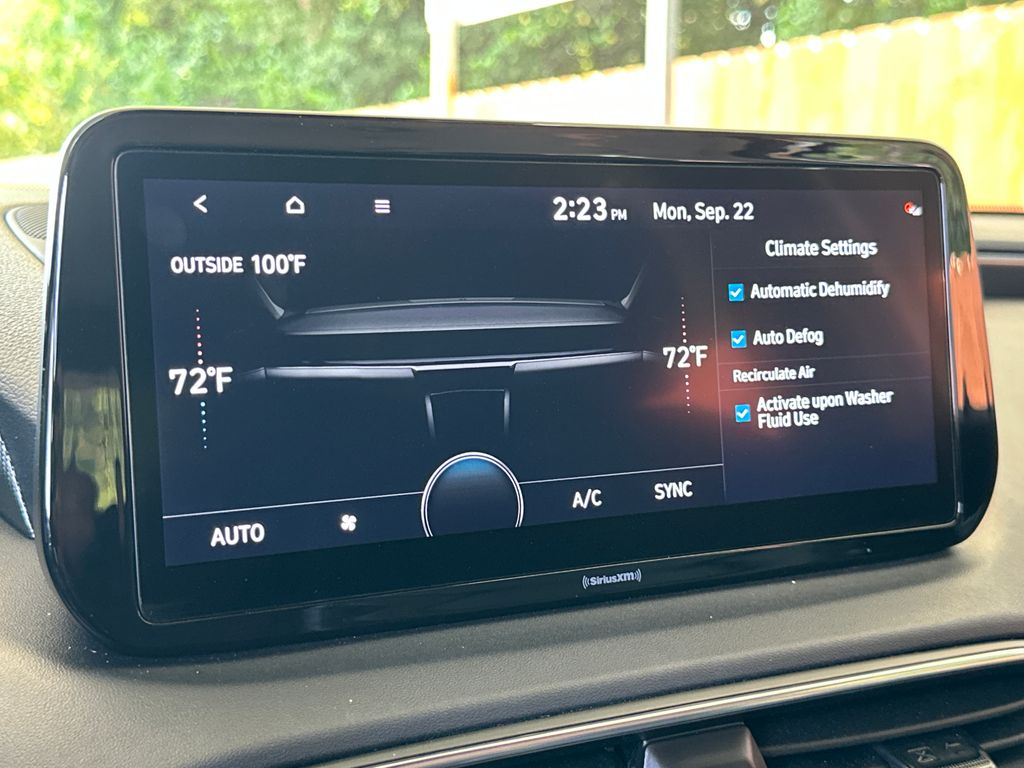 2:23 PM Mon, Sep. 22
OUTSIDE 100°F
72°F
72°F
AUTO
A/C
SYNC
Climate Settings
Automatic Dehumidify
Auto Defog
Recirculate Air
Activate upon Washer
Fluid Use
((SiriusXM))